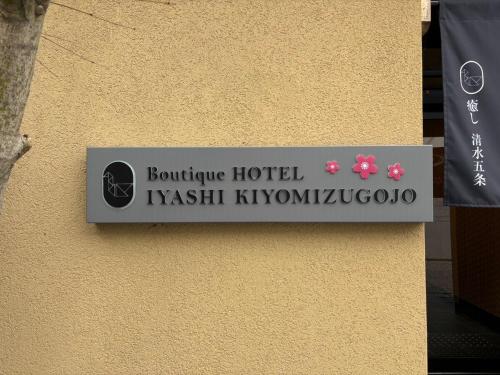 Boutique HOTEL
IYASHI KIYOMIZUGOJO
癒し 清水五条